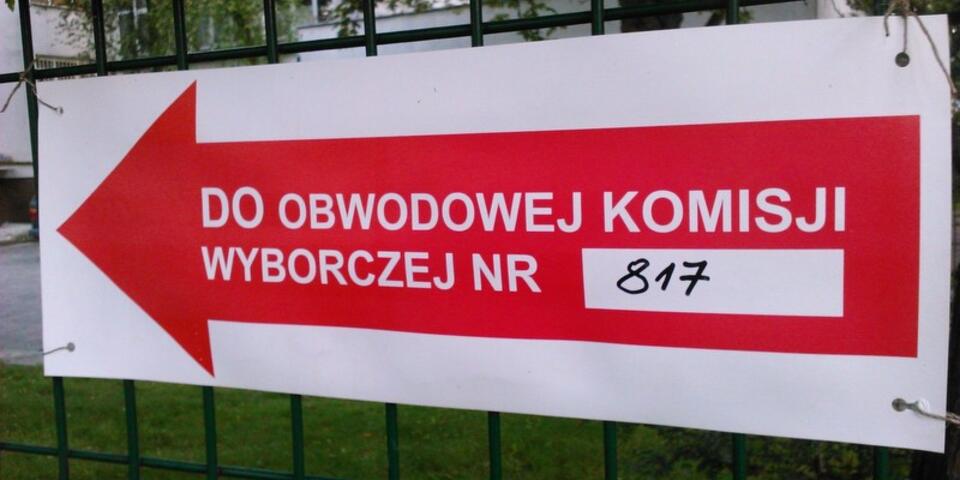 DO OBWODOWEJ KOMISJI
WYBORCZEJ NR 817